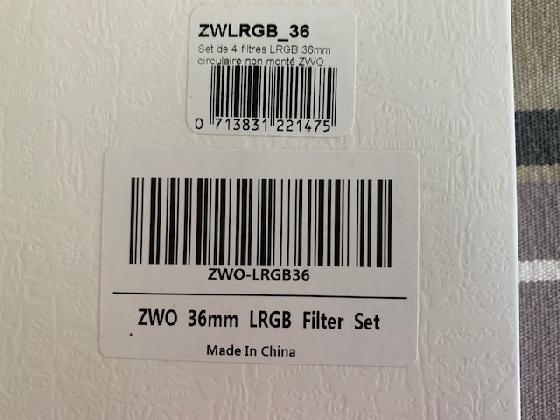 ZWLRGB_36
Set de 4 filtres LRGB 36mm
circulaire non monté ZWO
0 713831 221475
ZWO-LRGB36
ZWO 36mm LRGB Filter Set
Made In China